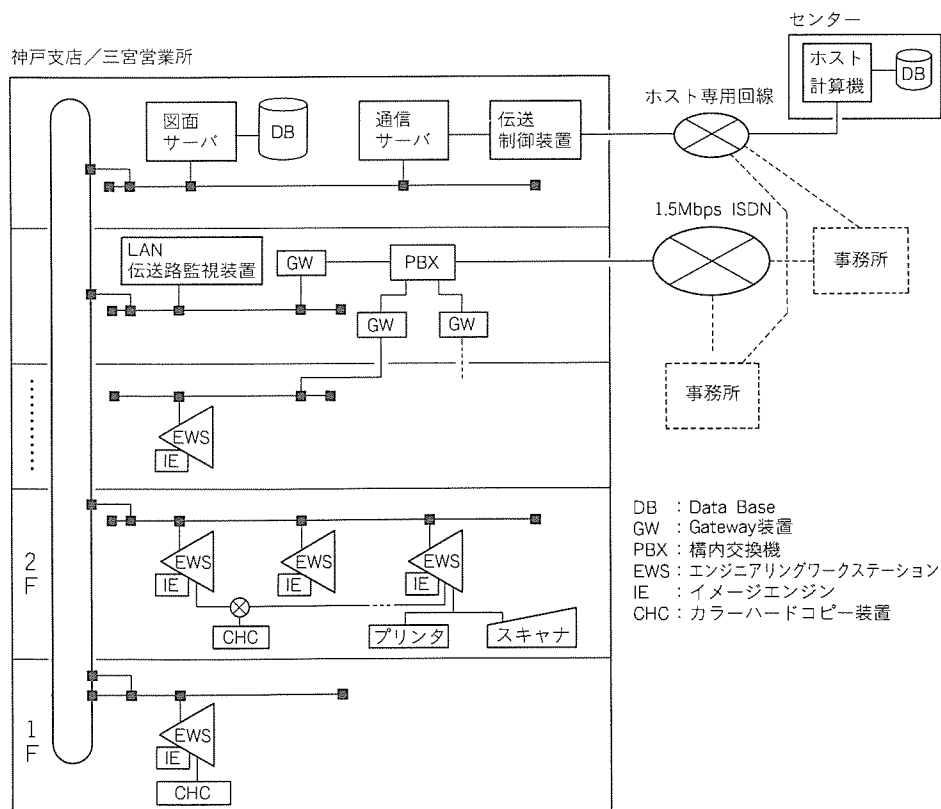 センター
神戸支店／三宮営業所
ホスト
計算機
DB
ホスト専用回線
図面
サーバ
DB
通信
サーバ
伝送
制御装置
1.5Mbps ISDN
LAN
伝送路監視装置
GW
PBX
事務所
GW
GW
事務所
EWS
IE
2F
EWS
IE
EWS
IE
EWS
IE
CHC
プリンタ
スキャナ
DB ：Data Base
GW ：Gateway装置
PBX：構内交換機
EWS：エンジニアリングワークステーション
IE ：イメージエンジン
CHC：カラーハードコピー装置
1F
EWS
IE
CHC